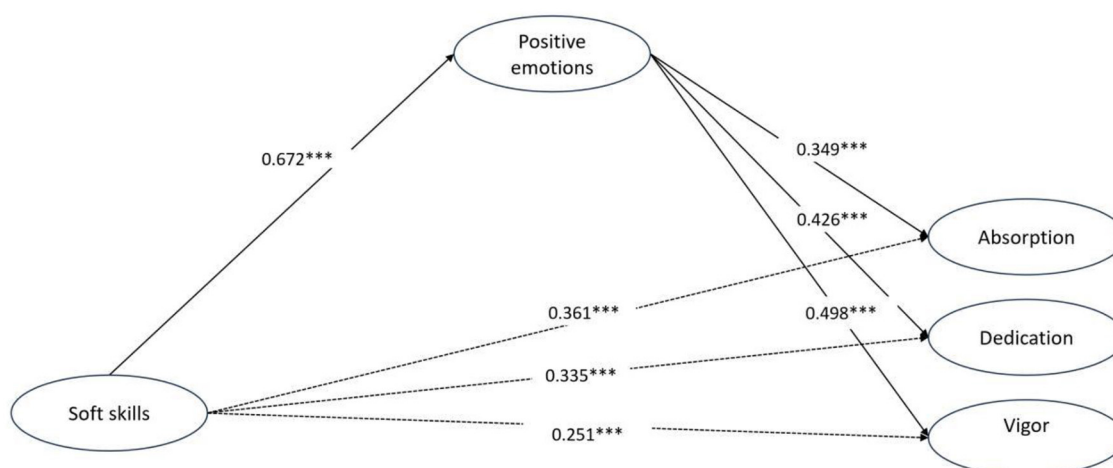 Positive
emotions
0.672***
0.349***
0.426***
Absorption
0.361***
0.498***
Dedication
0.335***
Soft skills
0.251***
Vigor